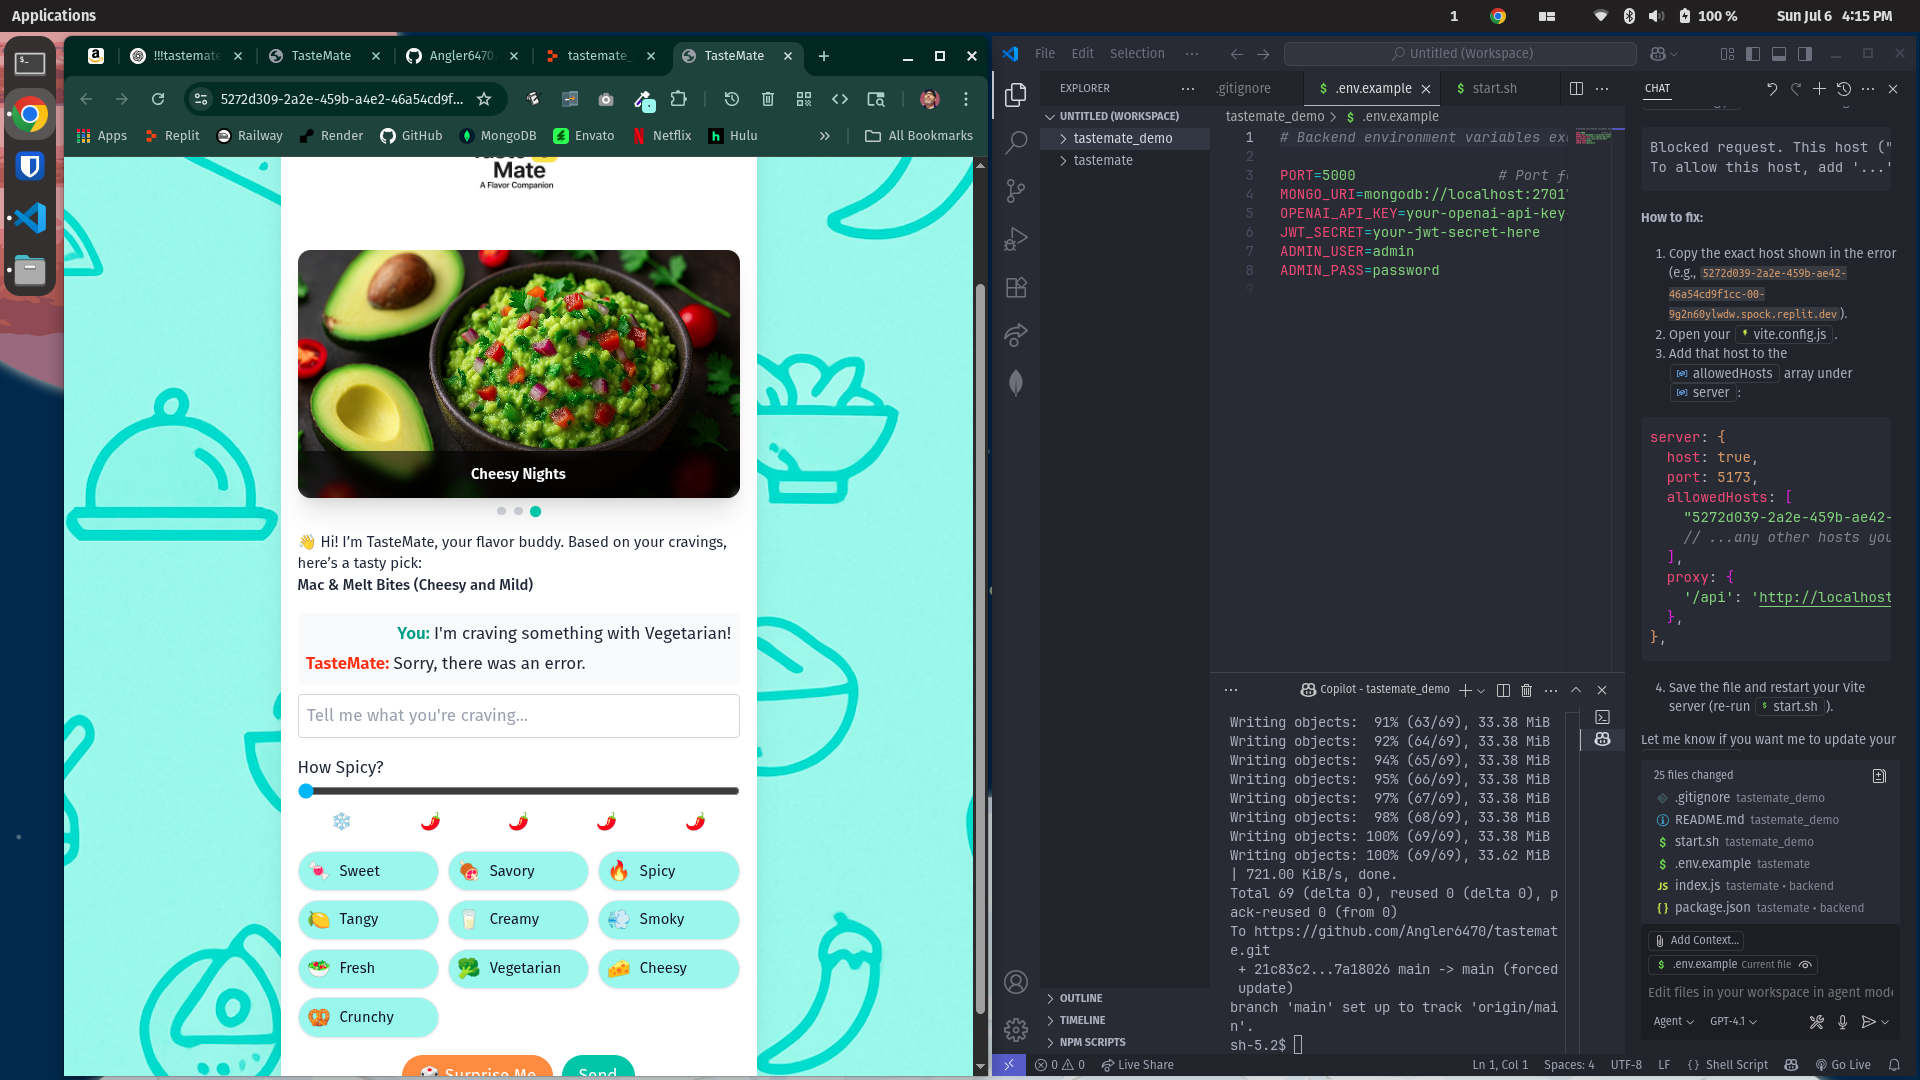 Applications
1
100 %
Sun Jul 6 4:15 PM
!!!tastemate
TasteMate
Angler6470
tastemate_
TasteMate
5272d309-2a2e-459b-a4e2-46a54cd9f...
Apps
Replit
Railway
Render
GitHub
MongoDB
Envato
Netflix
Hulu
»
All Bookmarks
Mate
A Flavor Companion
Cheesy Nights
👋 Hi! I'm TasteMate, your flavor buddy. Based on your cravings,
here's a tasty pick:
Mac & Melt Bites (Cheesy and Mild)
You: I'm craving something with Vegetarian!
TasteMate: Sorry, there was an error.
Tell me what you're craving...
How Spicy?
Sweet
Savory
Spicy
Tangy
Creamy
Smoky
Fresh
Vegetarian
Cheesy
Crunchy
Surprise Me
Send
File Edit Selection ...
Untitled (Workspace)
EXPLORER
UNTITLED (WORKSPACE)
tastemate_demo
tastemate
OUTLINE
TIMELINE
NPM SCRIPTS
.gitignore
$ .env.example
$ start.sh
tastemate_demo > $ .env.example
1 # Backend environment variables ex
2
3 PORT=5000 # Port f
4 MONGO_URI=mongodb://localhost:2701
5 OPENAI_API_KEY=your-openai-api-key
6 JWT_SECRET=your-jwt-secret-here
7 ADMIN_USER=admin
8 ADMIN_PASS=password
9
Copilot - tastemate_demo
Writing objects: 91% (63/69), 33.38 MiB
Writing objects: 92% (64/69), 33.38 MiB
Writing objects: 94% (65/69), 33.38 MiB
Writing objects: 95% (66/69), 33.38 MiB
Writing objects: 97% (67/69), 33.38 MiB
Writing objects: 98% (68/69), 33.38 MiB
Writing objects: 100% (69/69), 33.38 MiB
Writing objects: 100% (69/69), 33.62 MiB
| 721.00 KiB/s, done.
Total 69 (delta 0), reused 0 (delta 0), p
ack-reused 0 (from 0)
To https://github.com/Angler6470/tastemat
e.git
+ 21c83c2...7a18026 main -> main (forced
update)
branch 'main' set up to track 'origin/mai
n'.
sh-5.2$
CHAT
Blocked request. This host ("
To allow this host, add '...'
How to fix:
1. Copy the exact host shown in the error
(e.g., 5272d039-2a2e-459b-ae42-
46a54cd9f1cc-00-
9g2n60ylwdw.spock.replit.dev).
2. Open your vite.config.js.
3. Add that host to the
allowedHosts array under
server:
server: {
host: true,
port: 5173,
allowedHosts: [
"5272d039-2a2e-459b-ae42-
// ...any other hosts you
],
proxy: {
'/api': 'http://localhost
},
},
4. Save the file and restart your Vite
server (re-run $ start.sh).
Let me know if you want me to update your
25 files changed
.gitignore tastemate_demo
README.md tastemate_demo
$ start.sh tastemate_demo
$ .env.example tastemate
JS index.js tastemate • backend
{} package.json tastemate • backend
Add Context...
$ .env.example Current file
Edit files in your workspace in agent mode
Agent
GPT-4.1
0 0
Live Share
Ln 1, Col 1
Spaces: 4
UTF-8
LF
{} Shell Script
Go Live